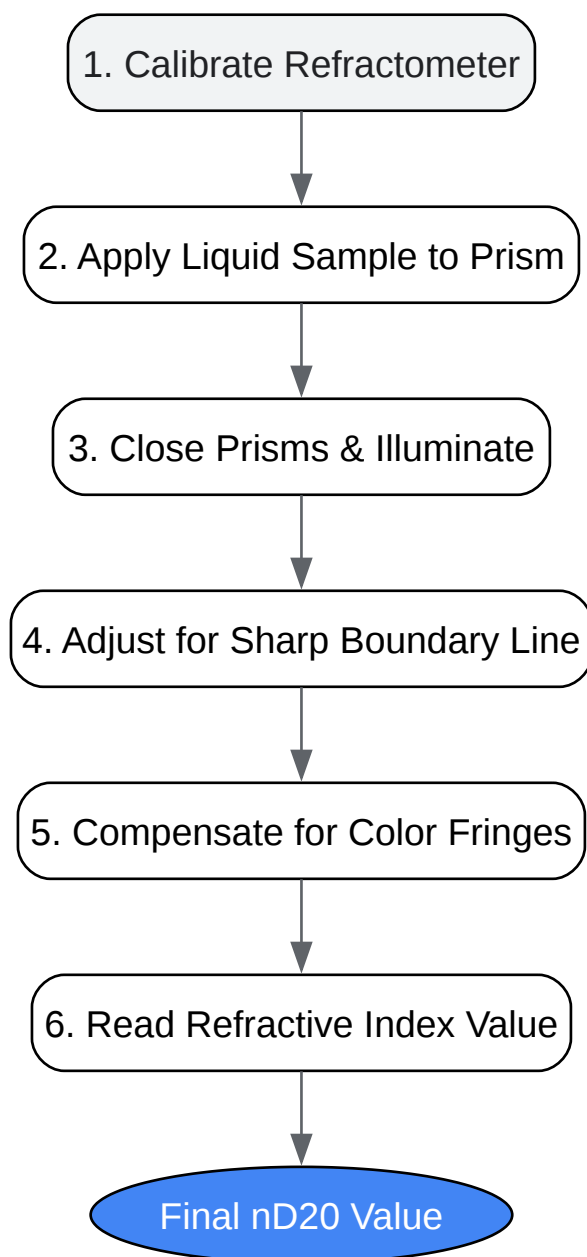 1. Calibrate Refractometer
2. Apply Liquid Sample to Prism
3. Close Prisms & Illuminate
4. Adjust for Sharp Boundary Line
5. Compensate for Color Fringes
6. Read Refractive Index Value
Final nD20 Value